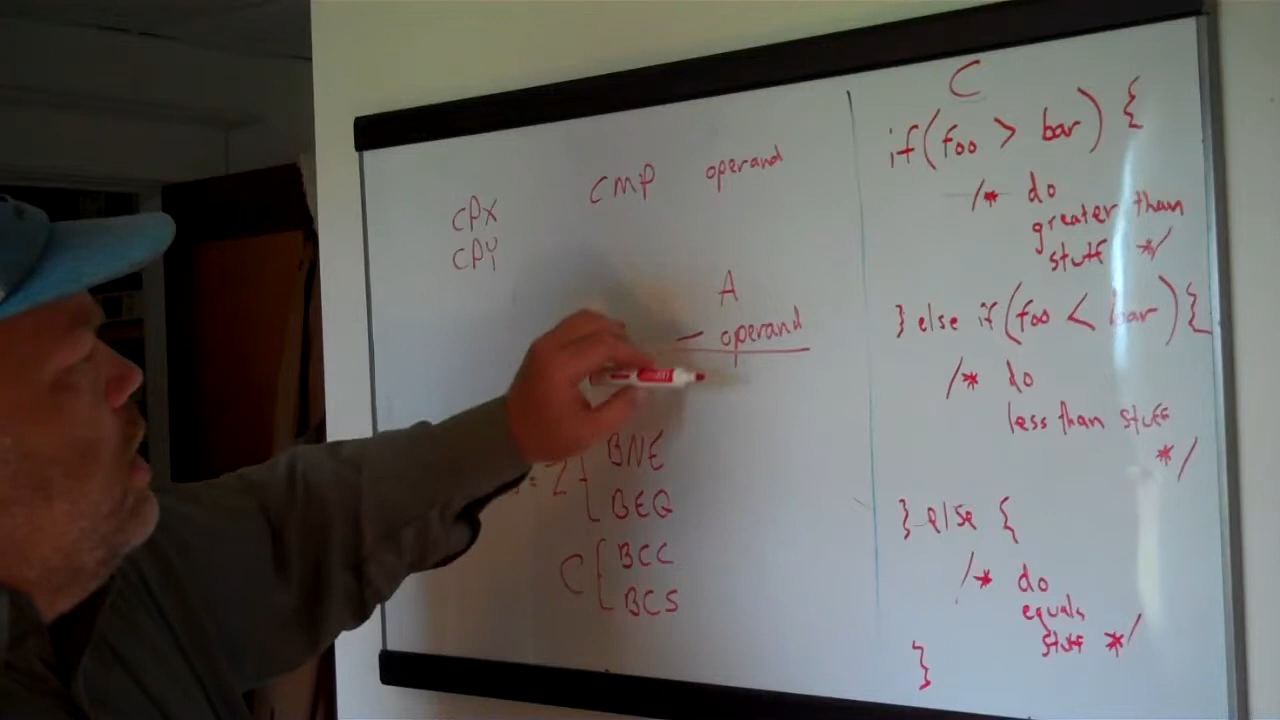 CPX
CPY
CMP operand
A
- operand
= Z { BNE
BEQ
C { BCC
BCS
C
if (foo > bar) {
/* do
greater than
stuff */
} else if (foo < bar) {
/* do
less than stuff
*/
} else {
/* do
equals
stuff */
}